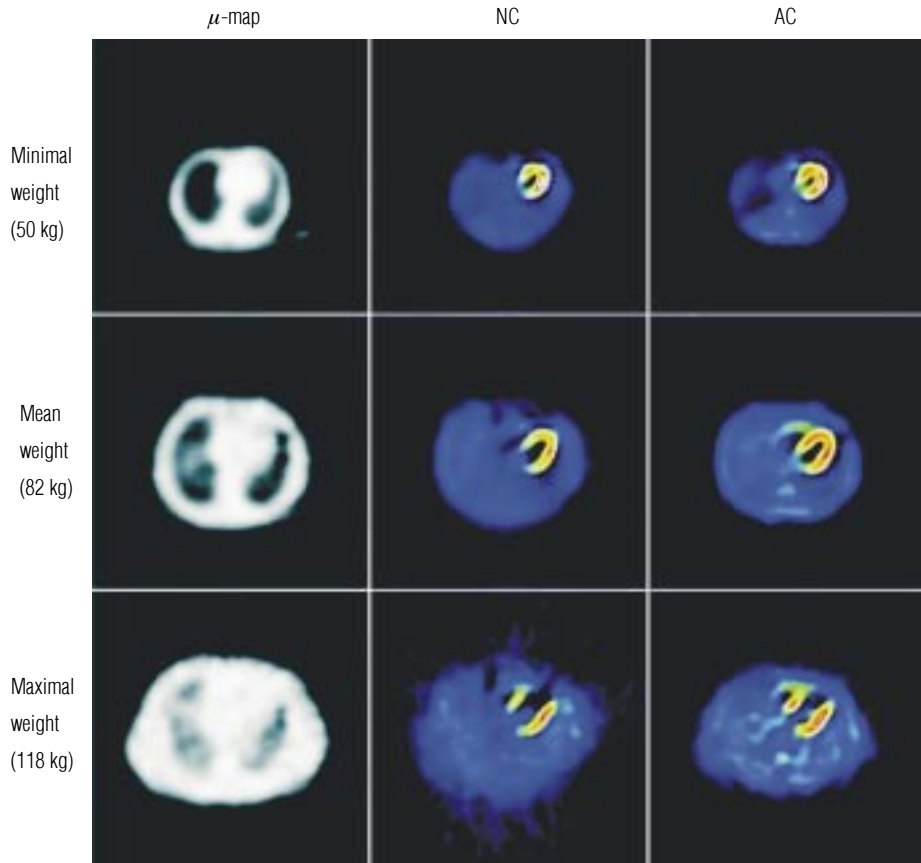 μ-map
NC
AC
Minimal
weight
(50 kg)
Mean
weight
(82 kg)
Maximal
weight
(118 kg)